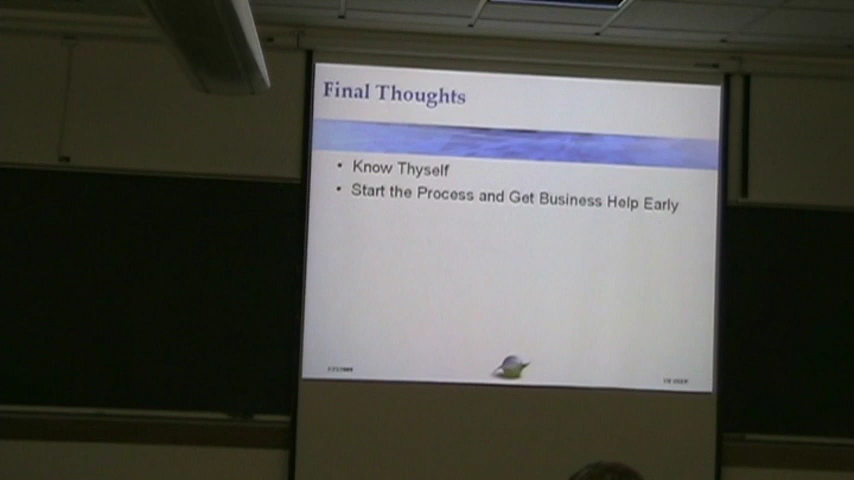 Final Thoughts
• Know Thyself
• Start the Process and Get Business Help Early